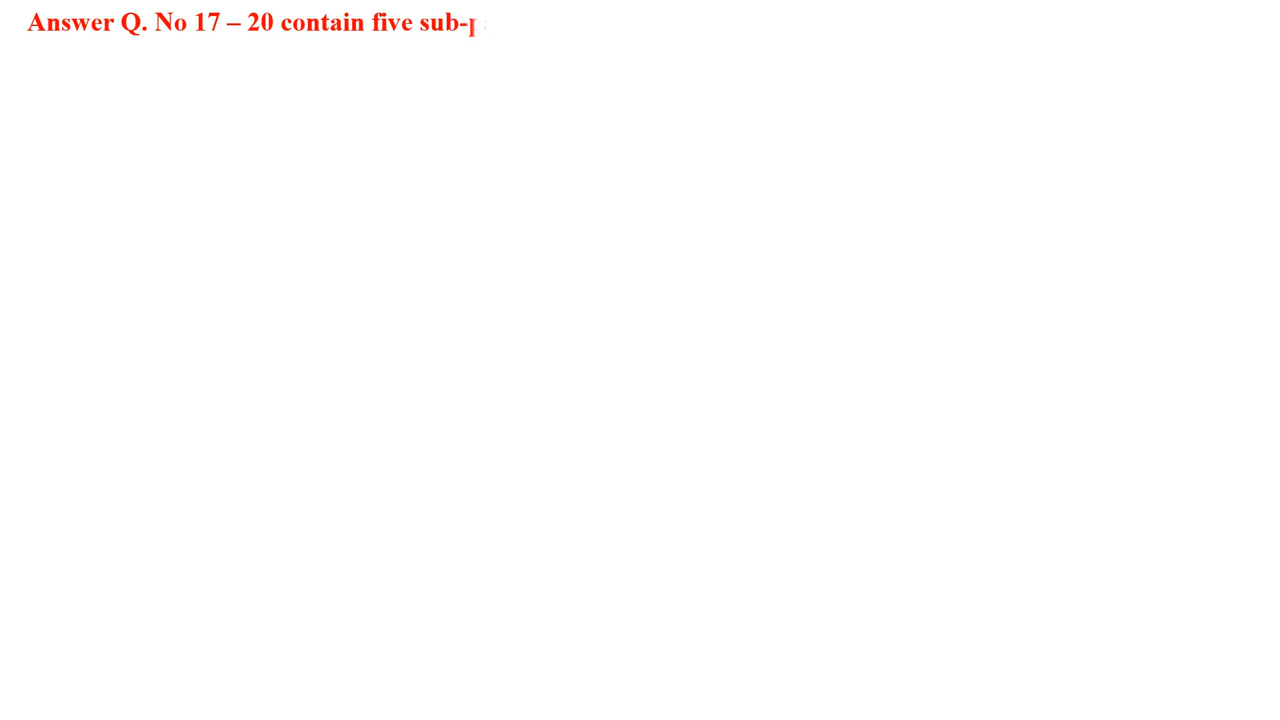 Answer Q. No 17 – 20 contain five sub-p